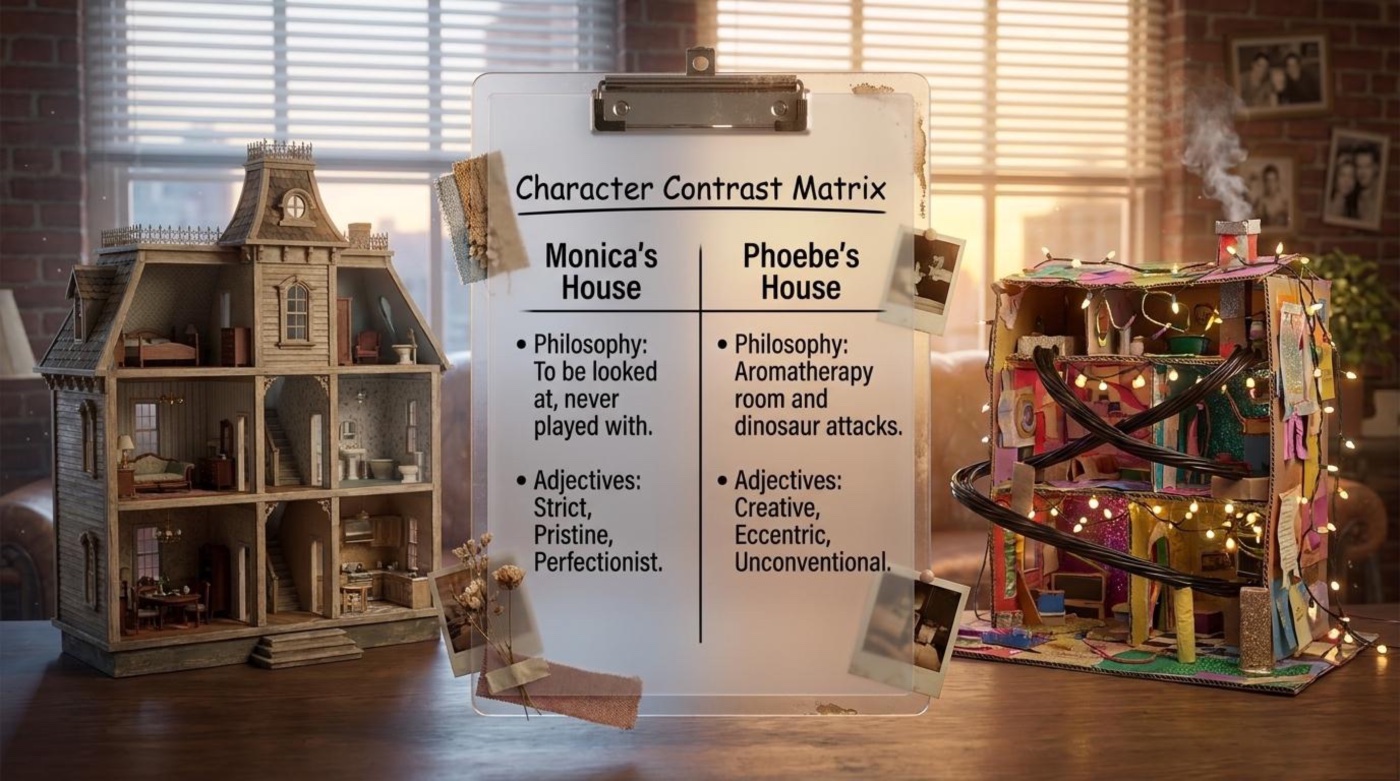 Character Contrast Matrix
Monica's
House
• Philosophy:
To be looked
at, never
played with.
• Adjectives:
Strict,
Pristine,
Perfectionist.
Phoebe's
House
• Philosophy:
Aromatherapy
room and
dinosaur attacks.
• Adjectives:
Creative,
Eccentric,
Unconventional.